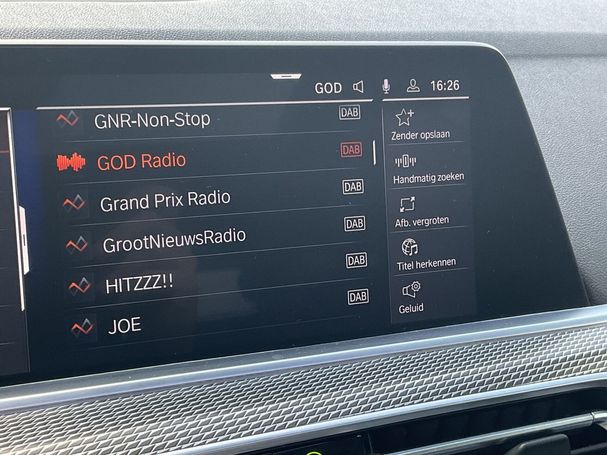 GOD 16:26
GNR-Non-Stop DAB
GOD Radio DAB
Grand Prix Radio DAB
GrootNieuwsRadio DAB
HITZZZ!! DAB
JOE DAB
Zender opslaan
Handmatig zoeken
Afb. vergroten
Titel herkennen
Geluid